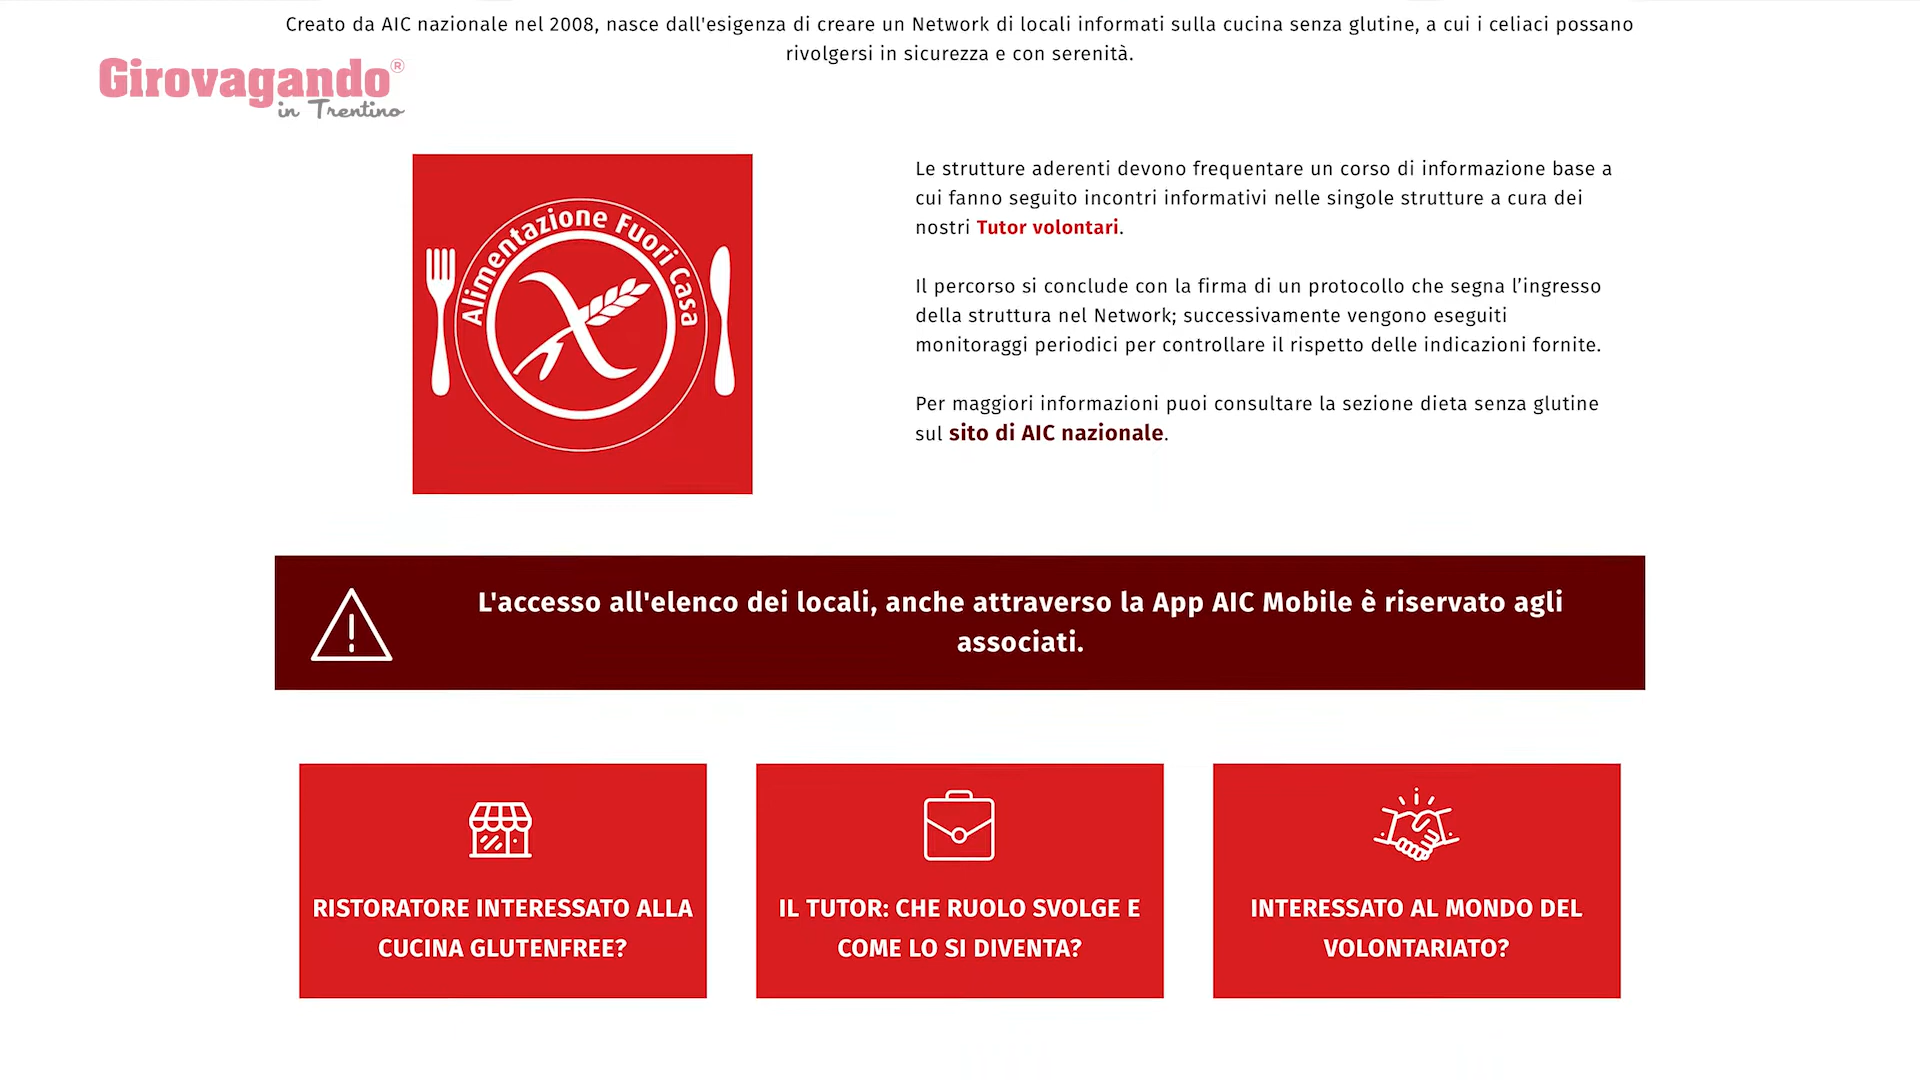 Creato da AIC nazionale nel 2008, nasce dall'esigenza di creare un Network di locali informati sulla cucina senza glutine, a cui i celiaci possano
rivolgersi in sicurezza e con serenità.
Girovagando®
in Trentino
Alimentazione Fuori Casa
Le strutture aderenti devono frequentare un corso di informazione base a
cui fanno seguito incontri informativi nelle singole strutture a cura dei
nostri Tutor volontari.
Il percorso si conclude con la firma di un protocollo che segna l’ingresso
della struttura nel Network; successivamente vengono eseguiti
monitoraggi periodici per controllare il rispetto delle indicazioni fornite.
Per maggiori informazioni puoi consultare la sezione dieta senza glutine
sul sito di AIC nazionale.
L'accesso all'elenco dei locali, anche attraverso la App AIC Mobile è riservato agli
associati.
RISTORATORE INTERESSATO ALLA
CUCINA GLUTENFREE?
IL TUTOR: CHE RUOLO SVOLGE E
COME LO SI DIVENTA?
INTERESSATO AL MONDO DEL
VOLONTARIATO?